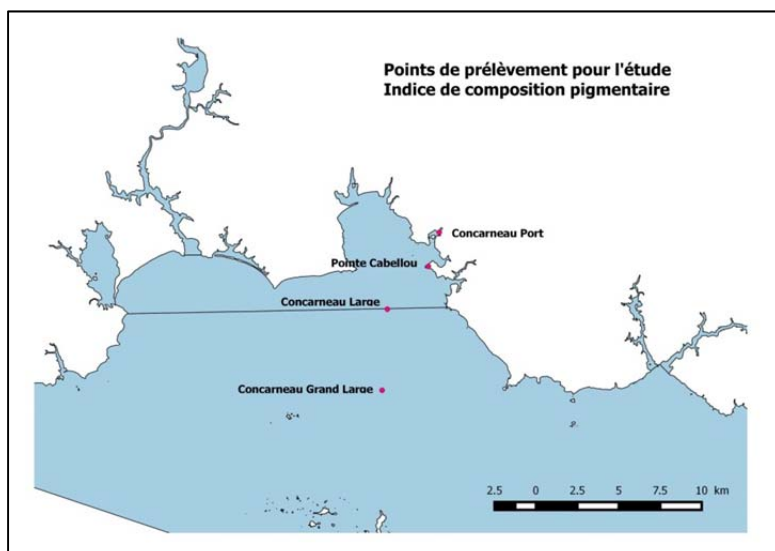 Points de prélèvement pour l'étude
Indice de composition pigmentaire
Concarneau Port
Pointe Cabellou
Concarneau Large
Concarneau Grand Large
2.5 0 2.5 5 7.5 10 km